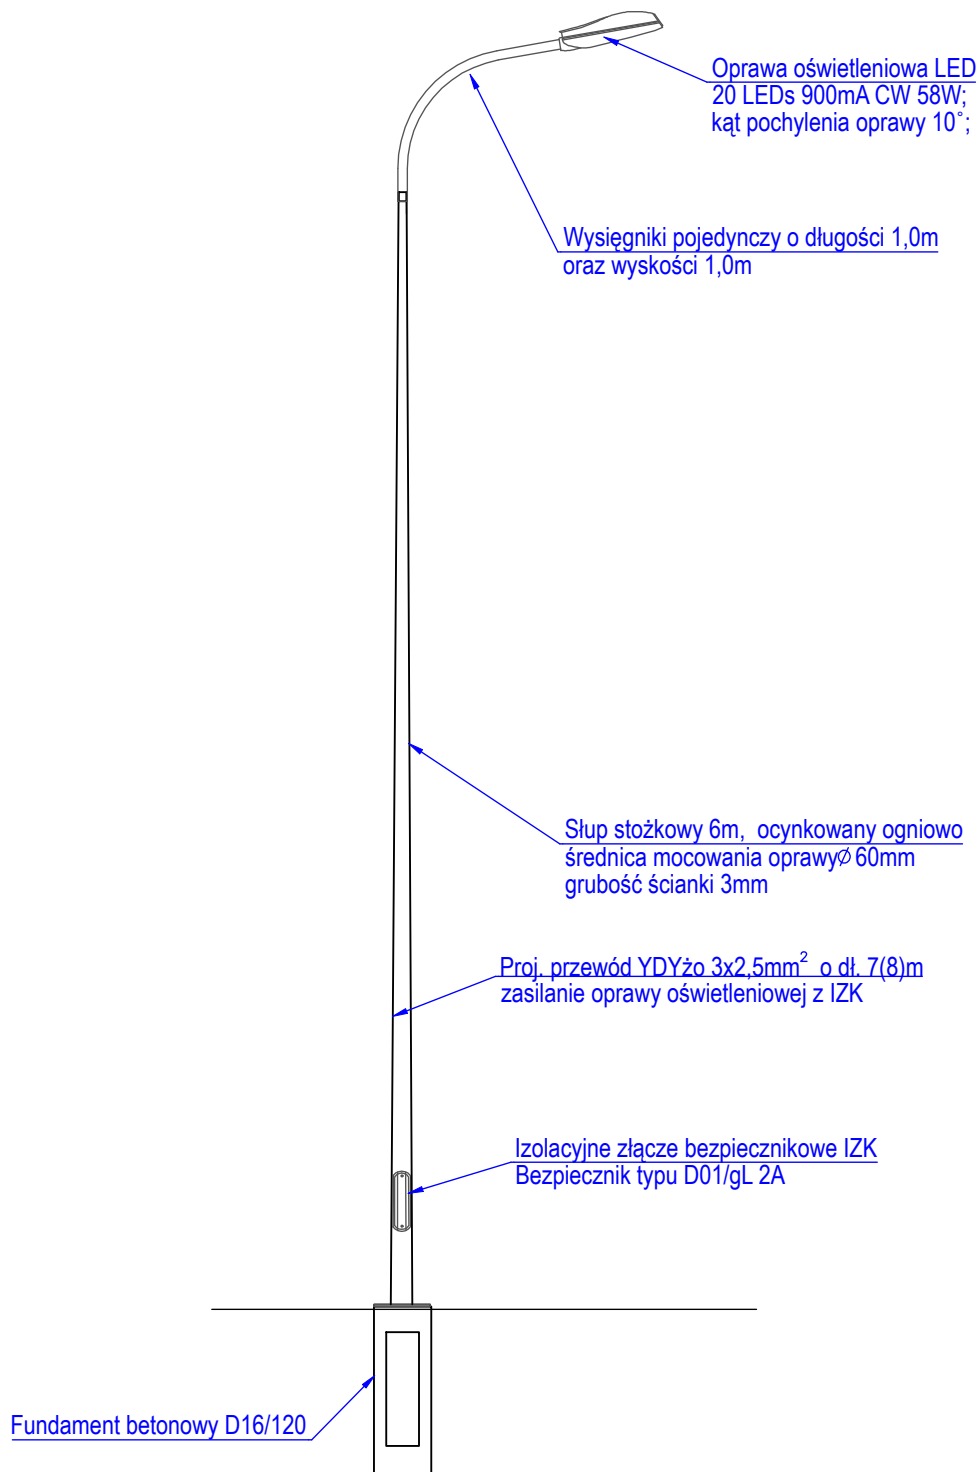 Oprawa oświetleniowa LED
20 LEDs 900mA CW 58W;
kąt pochylenia oprawy 10°;
Wysięgniki pojedynczy o długości 1,0m
oraz wyskości 1,0m
Słup stożkowy 6m, ocynkowany ogniowo
średnica mocowania oprawy∅ 60mm
grubość ścianki 3mm
Proj. przewód YDYżo 3x2,5mm² o dł. 7(8)m
zasilanie oprawy oświetleniowej z IZK
Izolacyjne złącze bezpiecznikowe IZK
Bezpiecznik typu D01/gL 2A
Fundament betonowy D16/120